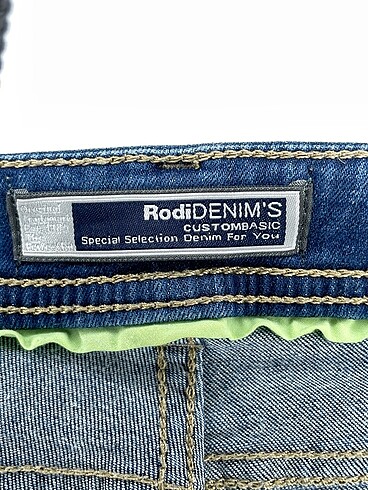 RodiDENIM'S
CUSTOMBASIC
Special Selection Denim For You